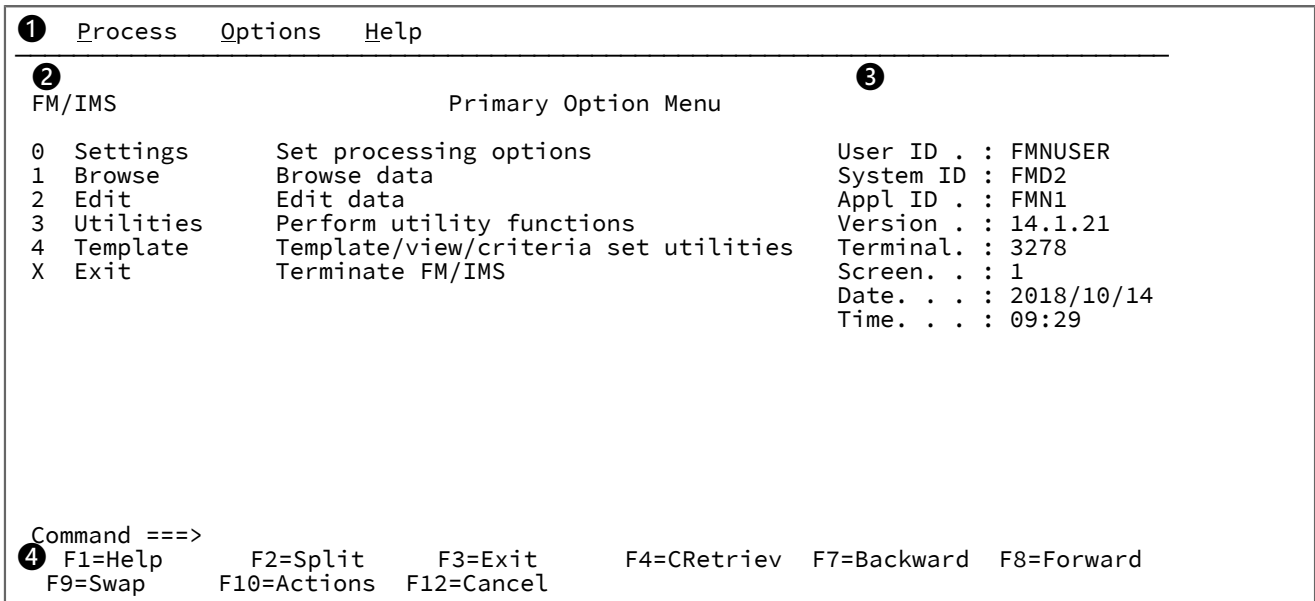 ❶ Process Options Help
❷ ❸
FM/IMS Primary Option Menu
0 Settings Set processing options User ID . : FMNUSER
1 Browse Browse data System ID : FMD2
2 Edit Edit data Appl ID . : FMN1
3 Utilities Perform utility functions Version . : 14.1.21
4 Template Template/view/criteria set utilities Terminal. : 3278
X Exit Terminate FM/IMS Screen. . : 1
Date. . . : 2018/10/14
Time. . . : 09:29
Command ===>
❹ F1=Help F2=Split F3=Exit F4=CRetriev F7=Backward F8=Forward
F9=Swap F10=Actions F12=Cancel